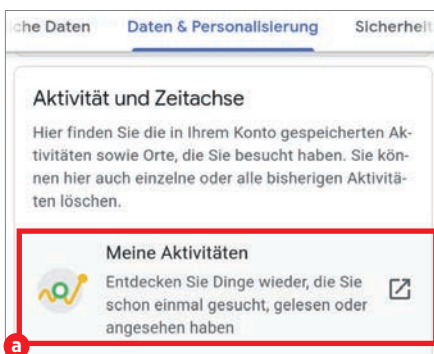 che Daten Daten & Personalisierung Sicherheit
Aktivität und Zeitachse
Hier finden Sie die in Ihrem Konto gespeicherten Ak-
tivitäten sowie Orte, die Sie besucht haben. Sie kön-
nen hier auch einzelne oder alle bisherigen Aktivitä-
ten löschen.
Meine Aktivitäten
Entdecken Sie Dinge wieder, die Sie
schon einmal gesucht, gelesen oder
angesehen haben
a